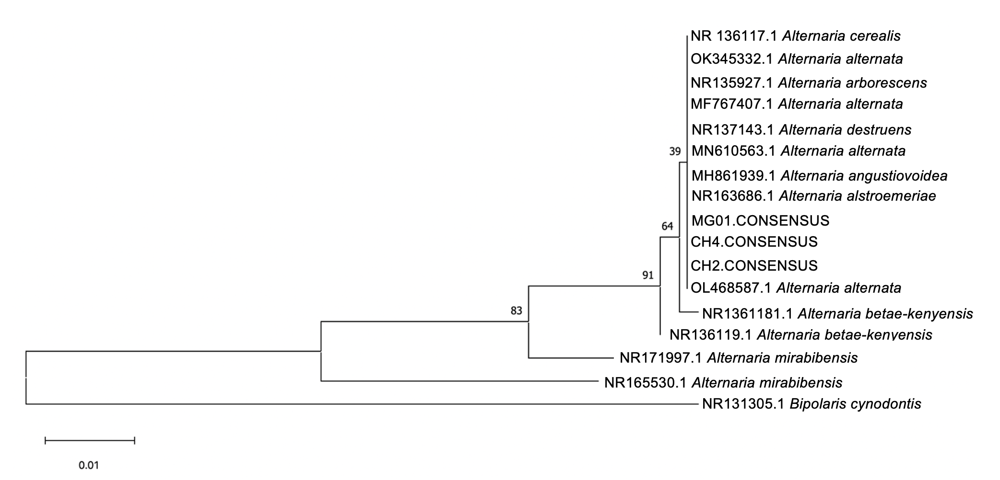 NR 136117.1 Alternaria cerealis
OK345332.1 Alternaria alternata
NR135927.1 Alternaria arborescens
MF767407.1 Alternaria alternata
NR137143.1 Alternaria destruens
39
MN610563.1 Alternaria alternata
MH861939.1 Alternaria angustiovoidea
NR163686.1 Alternaria alstroemeriae
MG01.CONSENSUS
64
CH4.CONSENSUS
CH2.CONSENSUS
91
OL468587.1 Alternaria alternata
83
NR1361181.1 Alternaria betae-kenyensis
NR136119.1 Alternaria betae-kenyensis
NR171997.1 Alternaria mirabibensis
NR165530.1 Alternaria mirabibensis
NR131305.1 Bipolaris cynodontis
0.01